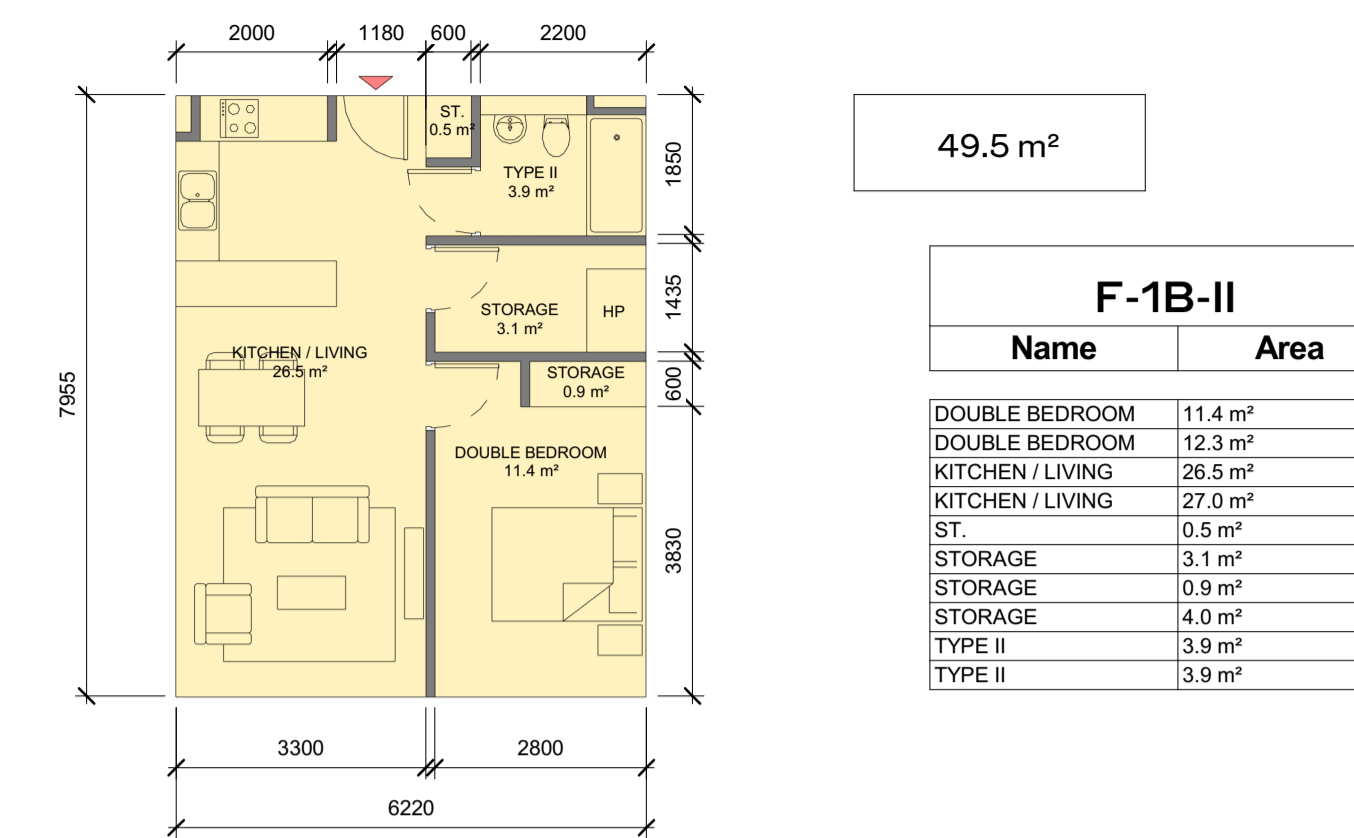 2000 1180 600 2200
ST.
0.5 m²
TYPE II
3.9 m²
1850
STORAGE
3.1 m²
HP
1435
KITCHEN / LIVING
26.5 m²
STORAGE
0.9 m²
600
7955
DOUBLE BEDROOM
11.4 m²
3830
3300 2800
6220
49.5 m²
F-1B-II
Name Area
DOUBLE BEDROOM 11.4 m²
DOUBLE BEDROOM 12.3 m²
KITCHEN / LIVING 26.5 m²
KITCHEN / LIVING 27.0 m²
ST. 0.5 m²
STORAGE 3.1 m²
STORAGE 0.9 m²
STORAGE 4.0 m²
TYPE II 3.9 m²
TYPE II 3.9 m²